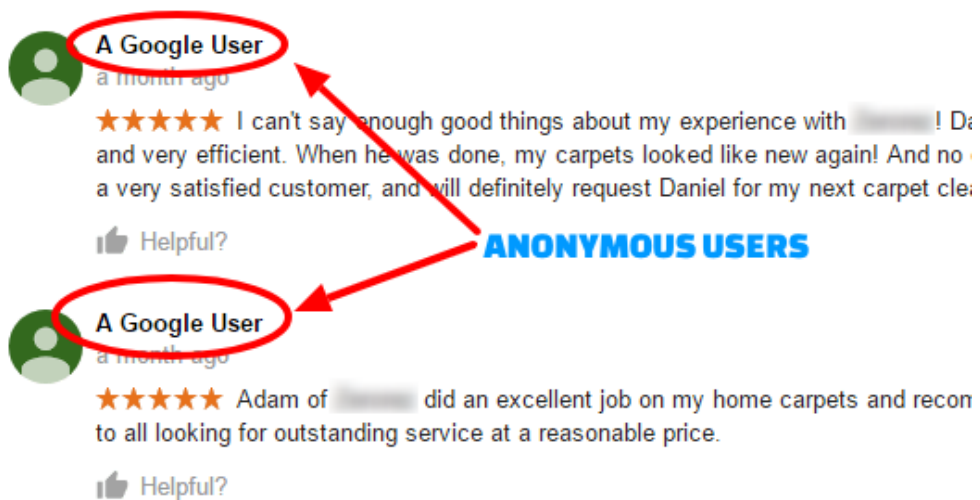 A Google User
a month ago
I can't say enough good things about my experience with ! Da
and very efficient. When he was done, my carpets looked like new again! And no
a very satisfied customer, and will definitely request Daniel for my next carpet clea
Helpful?
ANONYMOUS USERS
A Google User
a month ago
Adam of did an excellent job on my home carpets and recom
to all looking for outstanding service at a reasonable price.
Helpful?